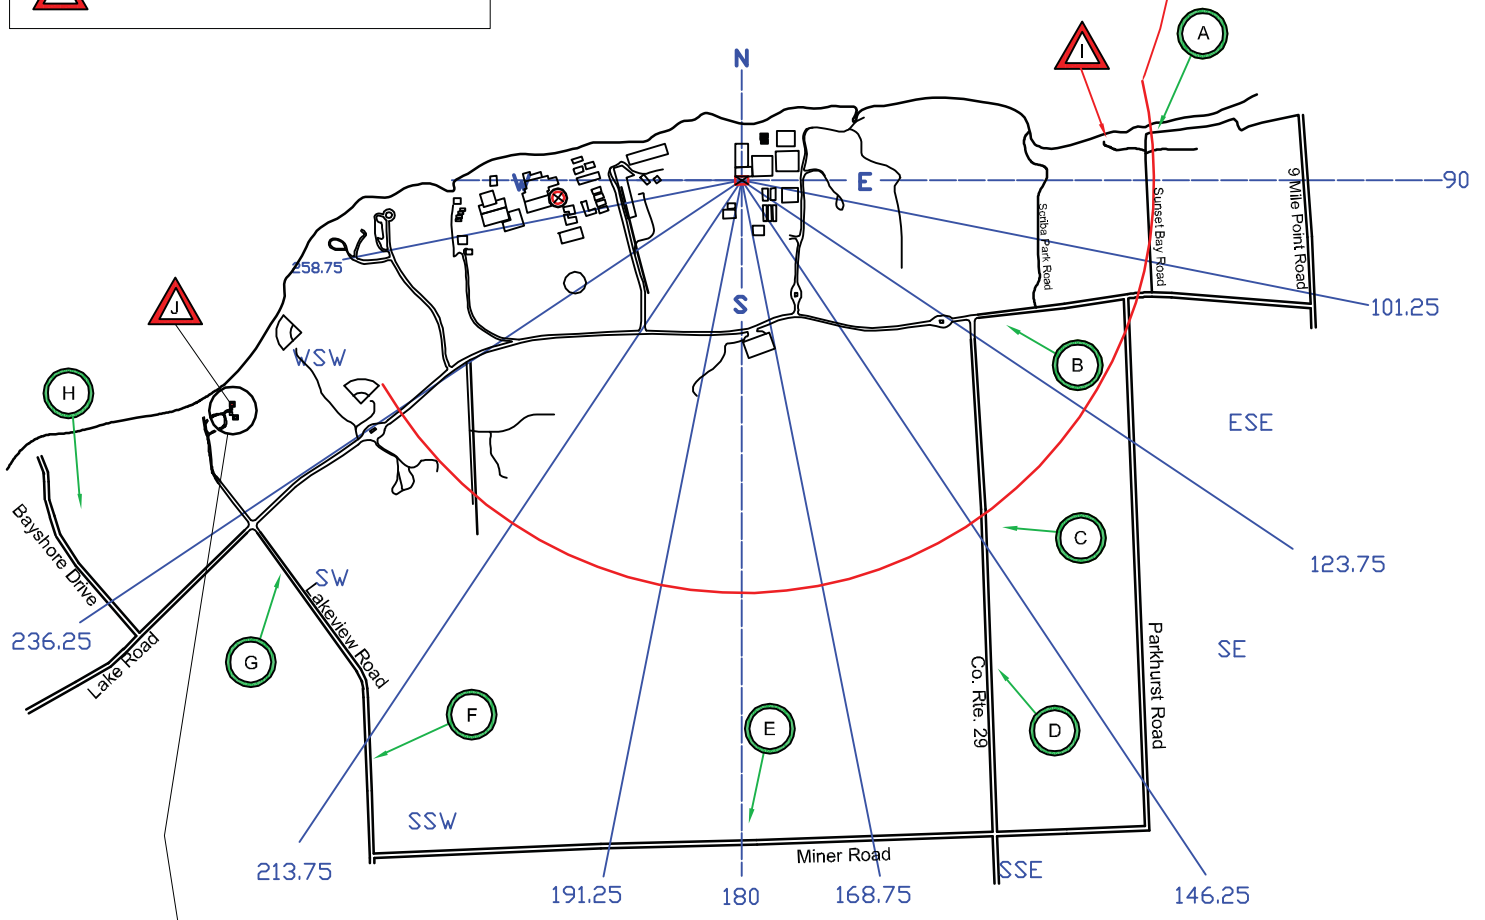 A
I
N
W
E
90
9 Mile Point Road
Sunset Bay Road
Scriba Park Road
258.75
S
101.25
J
WSW
B
H
ESE
Bayshore Drive
C
123.75
SW
Lakeview Road
236.25
Lake Road
G
SE
Parkhurst Road
Co. Rte. 29
F
E
D
SSW
Miner Road
213.75
SSE
191.25
180
168.75
146.25